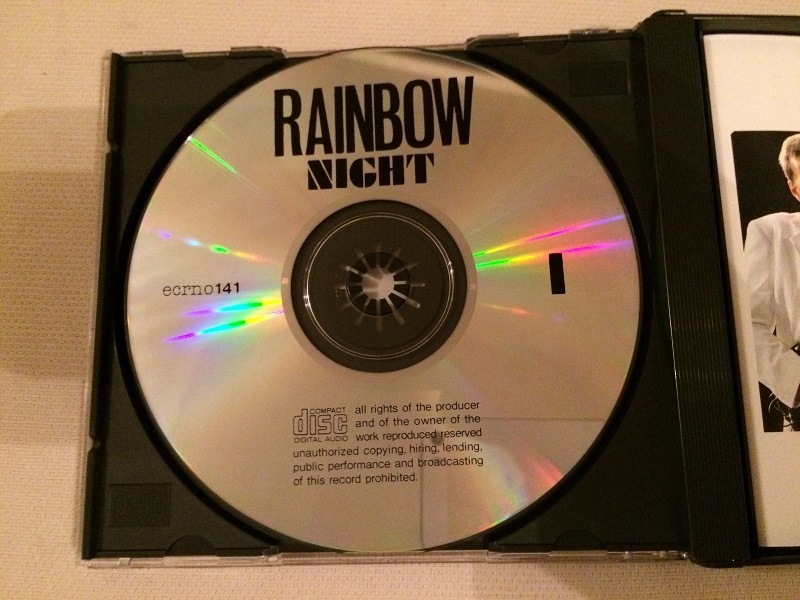 RAINBOW
NIGHT
ecrno141
I
COMPACT
disc
DIGITAL AUDIO
all rights of the producer
and of the owner of the
work reproduced reserved
unauthorized copying, hiring, lending,
public performance and broadcasting
of this record prohibited.